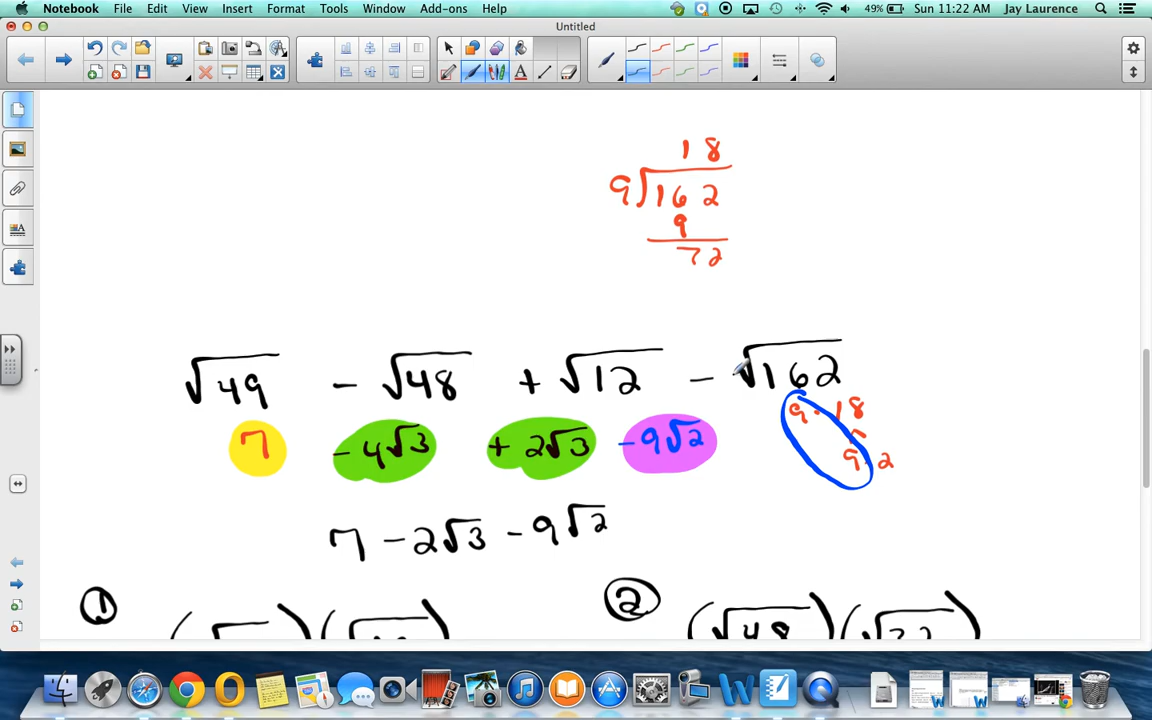 Notebook File Edit View Insert Format Tools Window Add-ons Help 49% Sun 11:22 AM Jay Laurence
Untitled
18
9√162
9
72
√49 - √48 + √12 - √162
9·18
7 -4√3 +2√3 -9√2
9·2
7 - 2√3 - 9√2
① ( √ ) ( √ )
② (√48) (√32)